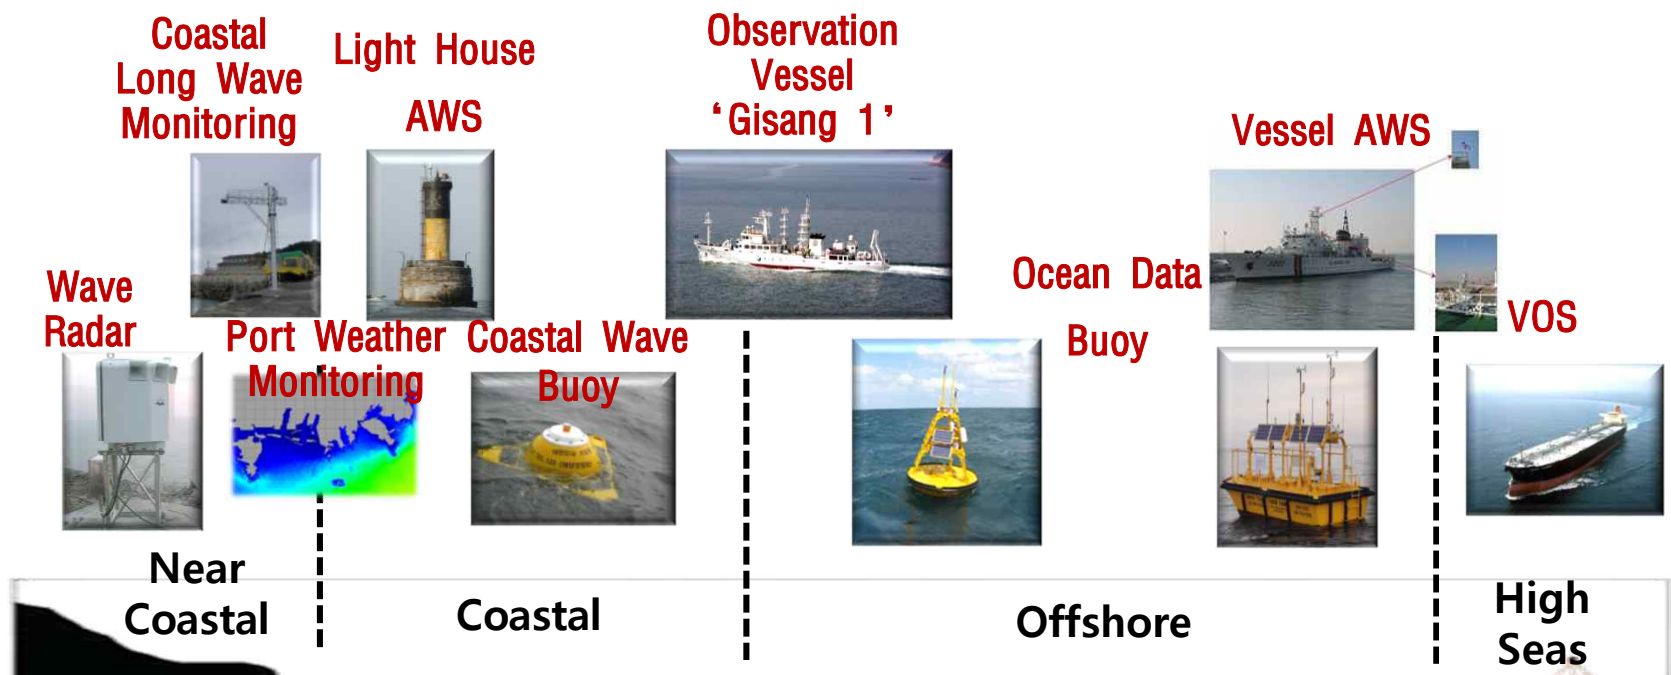 Coastal
Long Wave
Monitoring
Light House
AWS
Observation
Vessel
‘Gisang 1’
Vessel AWS
Wave
Radar
Port Weather
Monitoring
Coastal Wave
Buoy
Ocean Data
Buoy
VOS
Near
Coastal
Coastal
Offshore
High
Seas